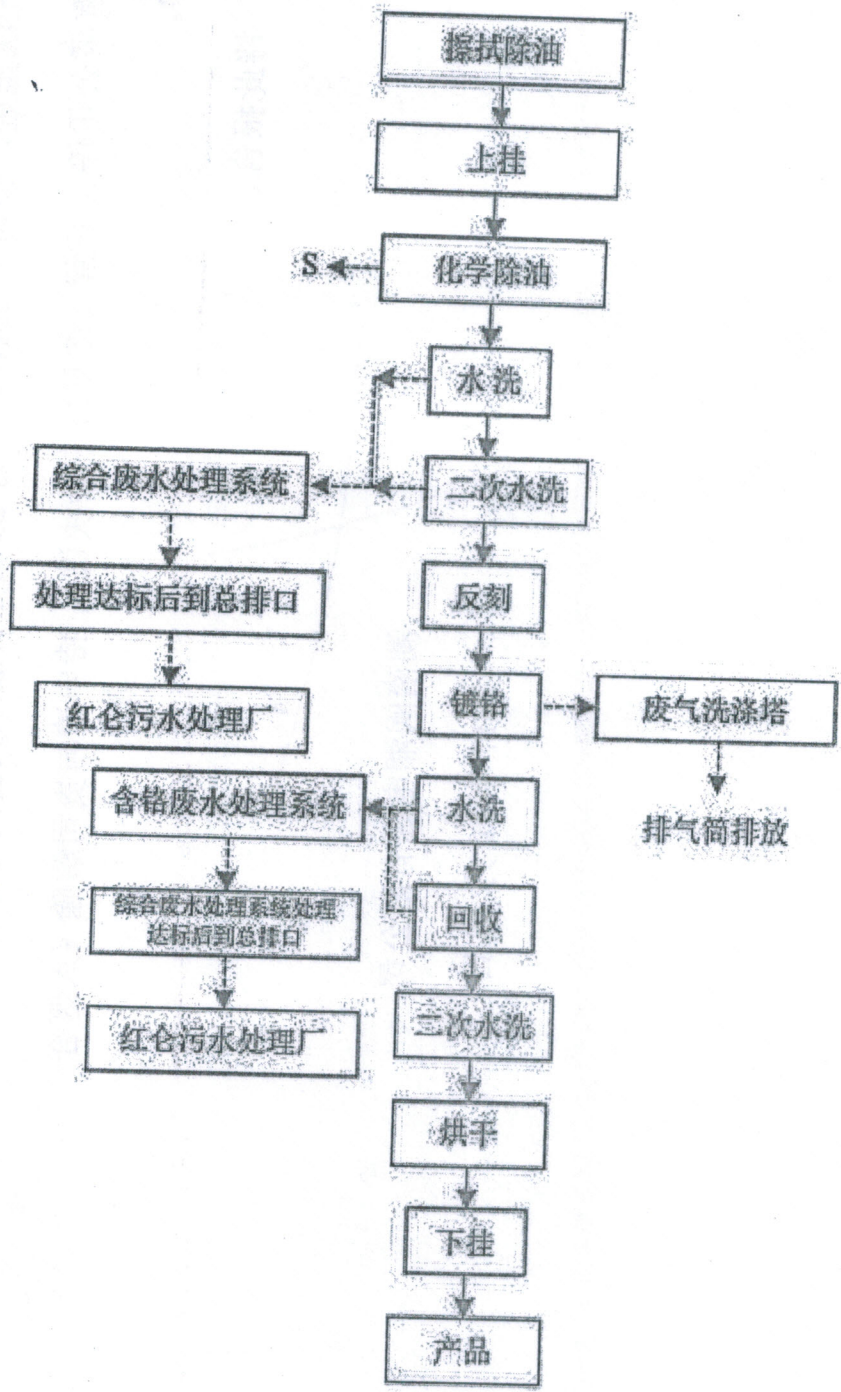 擦拭除油
上挂
S
化学除油
水洗
综合废水处理系统
二次水洗
处理达标后到总排口
反刻
红仑污水处理厂
镀铬
废气洗涤塔
含铬废水处理系统
水洗
排气筒排放
综合废水处理系统处理
达标后到总排口
回收
红仑污水处理厂
二次水洗
烘干
下挂
产品